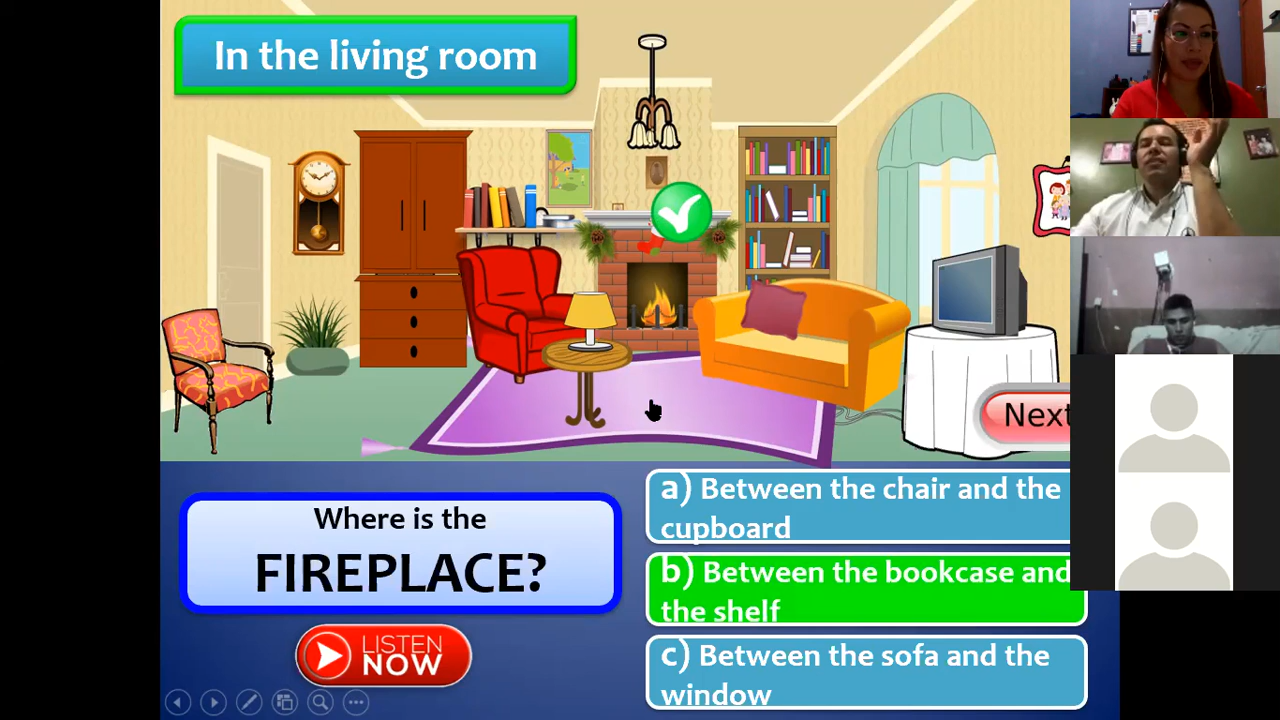 In the living room
Next
Where is the
FIREPLACE?
LISTEN
NOW
a) Between the chair and the
cupboard
b) Between the bookcase and
the shelf
c) Between the sofa and the
window